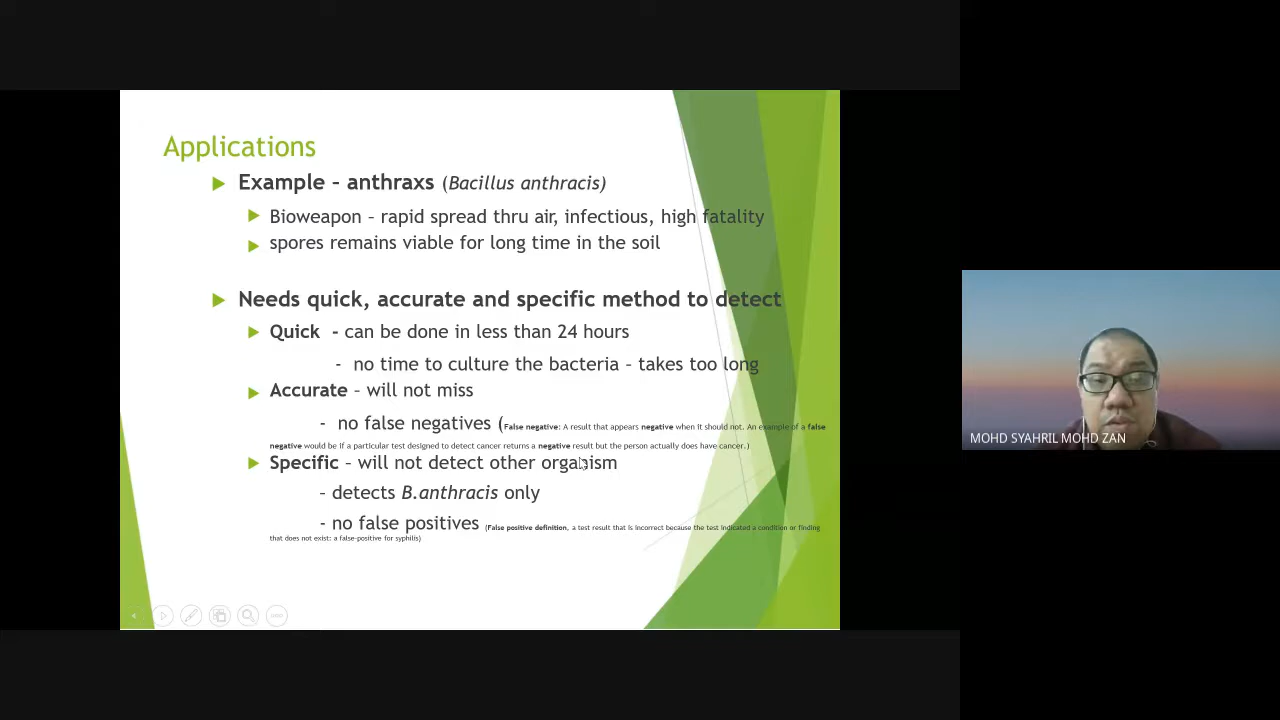 Applications
Example – anthraxs (Bacillus anthracis)
Bioweapon – rapid spread thru air, infectious, high fatality
spores remains viable for long time in the soil
Needs quick, accurate and specific method to detect
Quick - can be done in less than 24 hours
- no time to culture the bacteria – takes too long
Accurate – will not miss
- no false negatives (False negative: A result that appears negative when it should not. An example of a false
negative would be if a particular test designed to detect cancer returns a negative result but the person actually does have cancer.)
Specific – will not detect other organism
– detects B.anthracis only
- no false positives (False positive definition, a test result that is incorrect because the test indicated a condition or finding
that does not exist: a false-positive for syphilis)
MOHD SYAHRIL MOHD ZAN